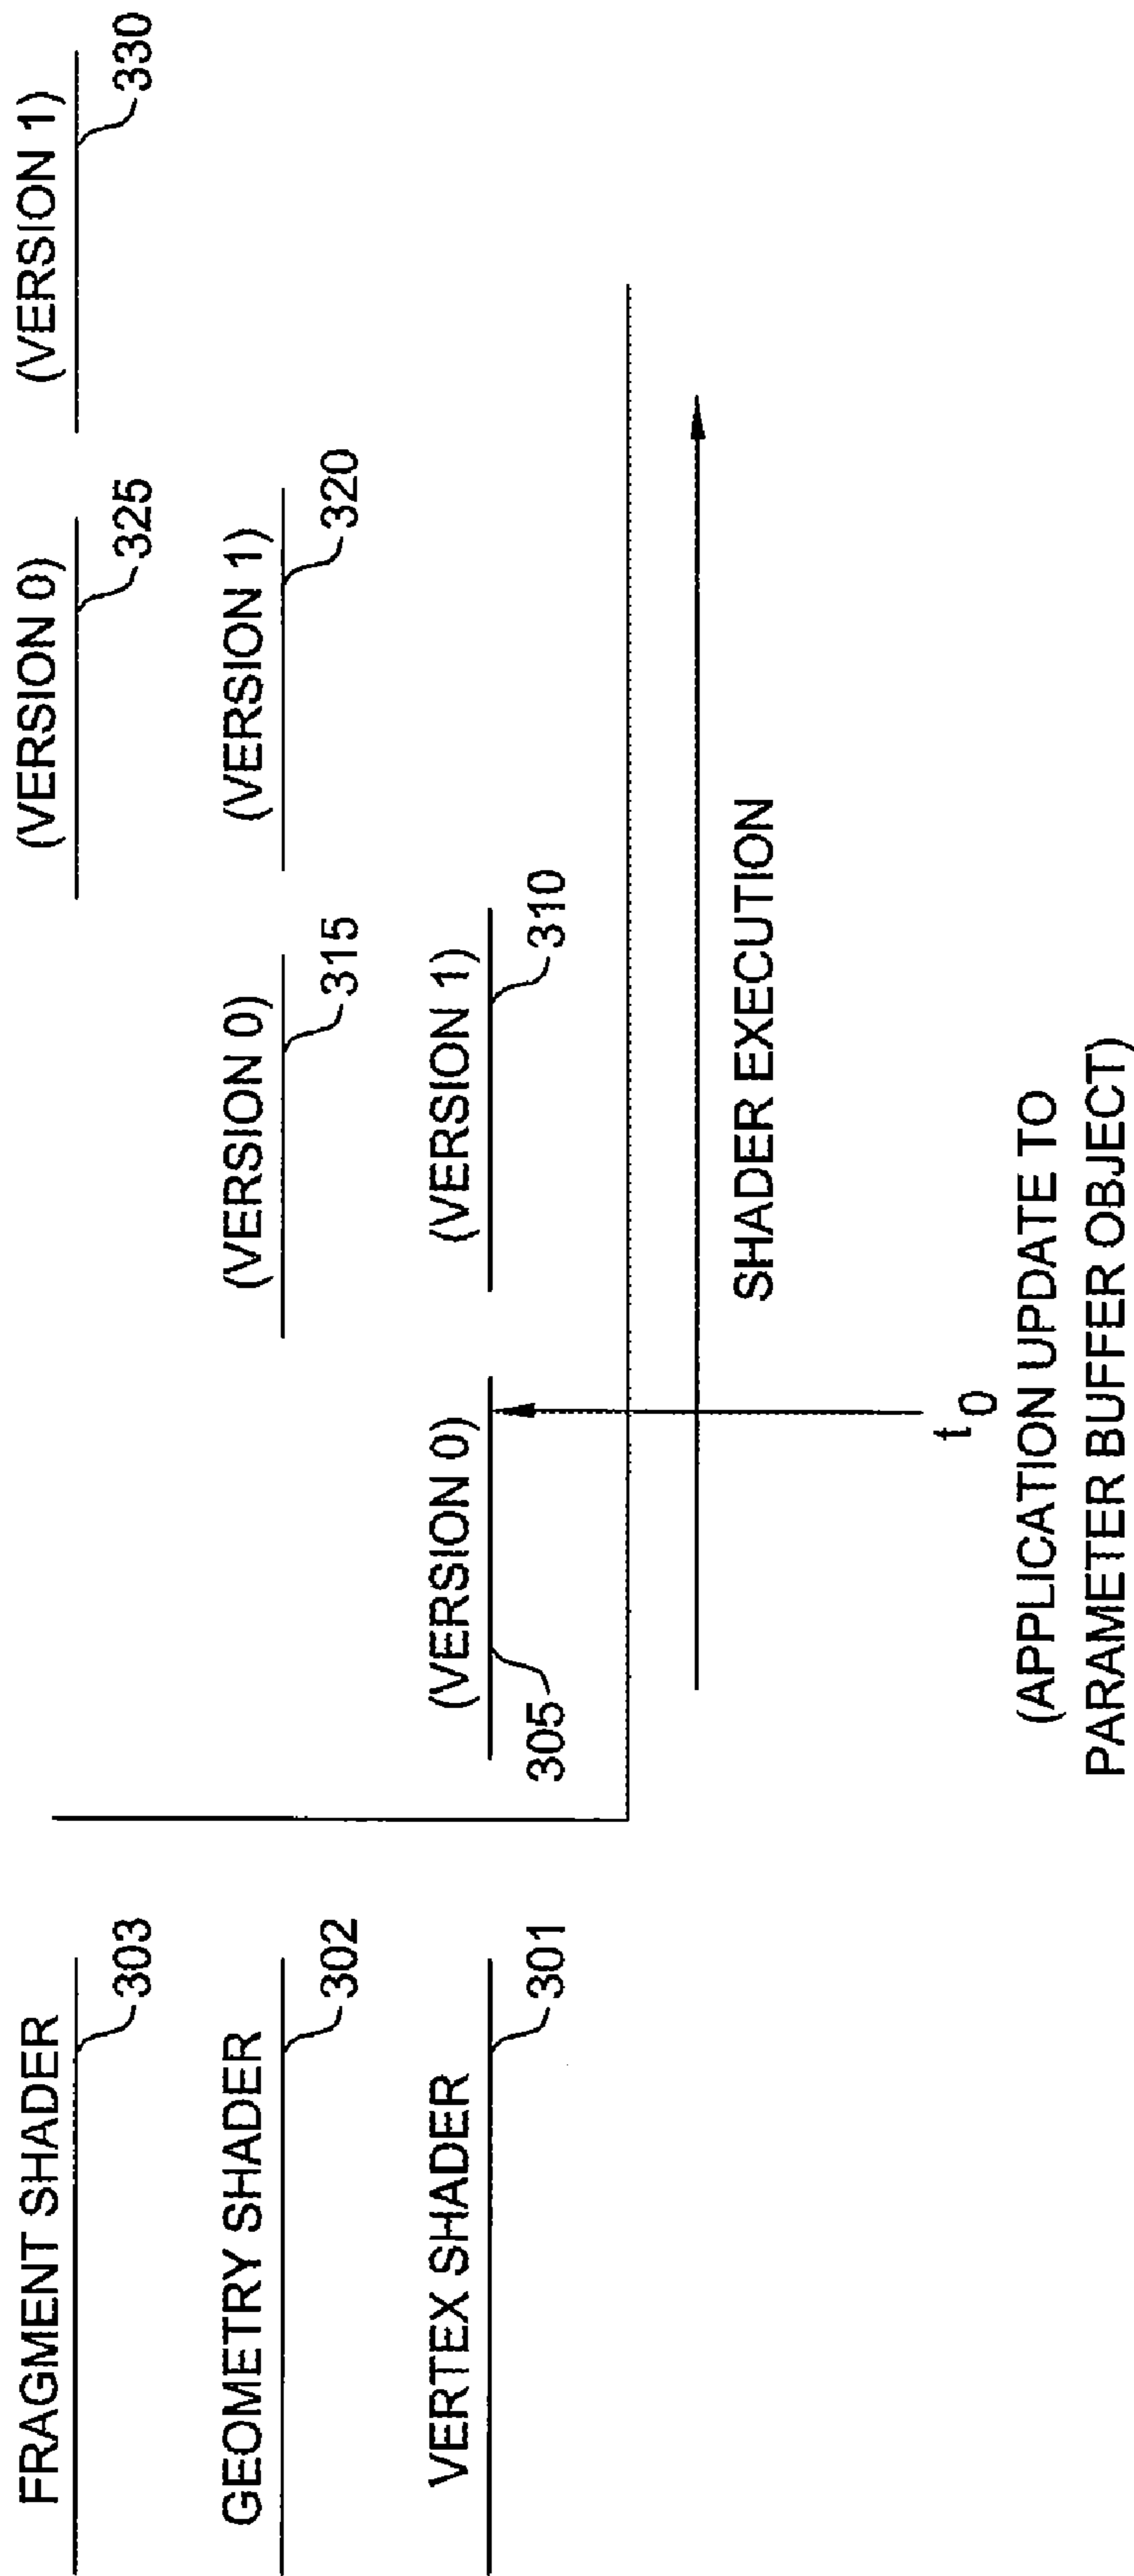 FRAGMENT SHADER
303
(VERSION 0)
325
(VERSION 1)
330
GEOMETRY SHADER
302
(VERSION 0)
315
(VERSION 1)
320
VERTEX SHADER
301
(VERSION 0)
305
(VERSION 1)
310
SHADER EXECUTION
t0
(APPLICATION UPDATE TO
PARAMETER BUFFER OBJECT)